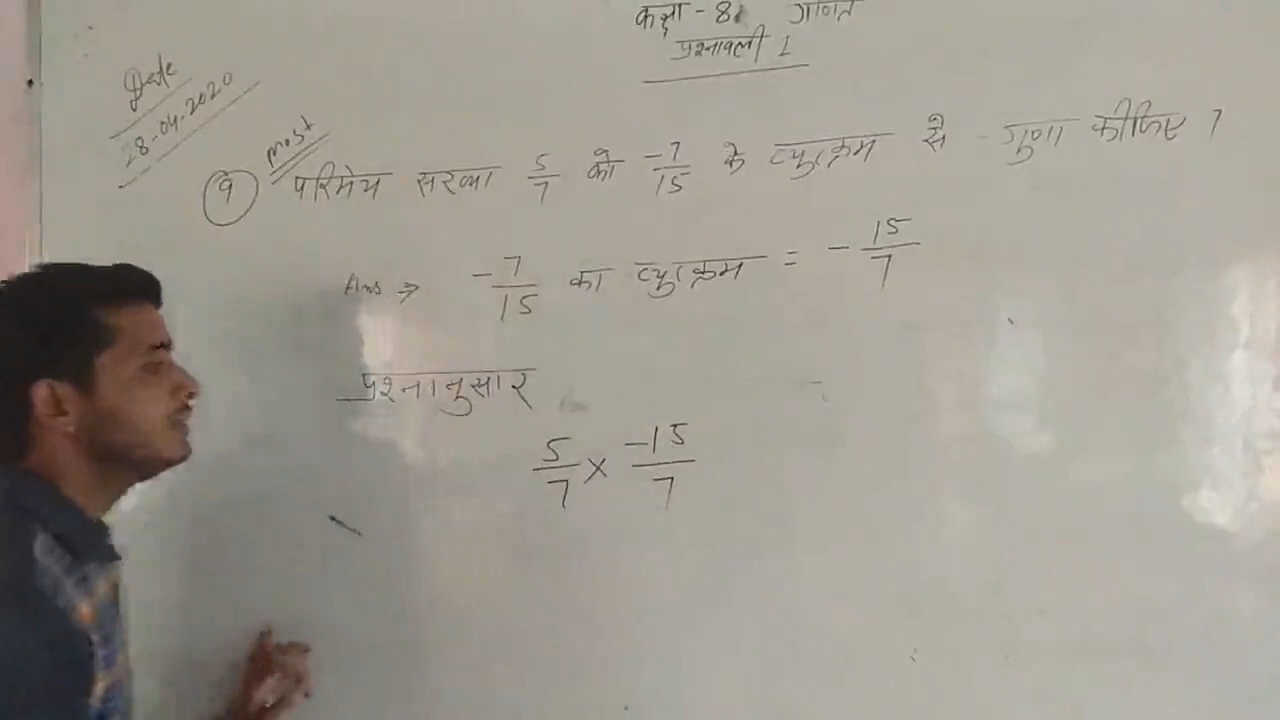 कक्षा - 8 गणित
प्रश्नावली 1
Date
28-04-2020
most
9 परिमेय संख्या 5/7 को -7/15 के व्युत्क्रम से गुणा कीजिए ?
Ans ⇒ -7/15 का व्युत्क्रम = -15/7
प्रश्नानुसार
5/7 × -15/7